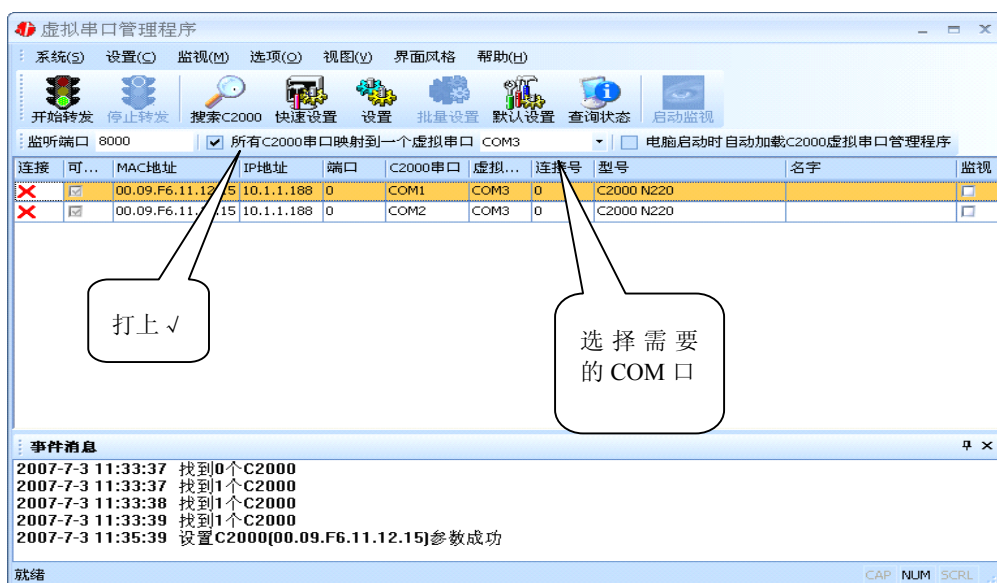 虚拟串口管理程序
系统(S) 设置(C) 监视(M) 选项(O) 视图(V) 界面风格 帮助(H)
开始转发 停止转发 搜索C2000 快速设置 设置 批量设置 默认设置 查询状态 启动监视
监听端口 8000 所有C2000串口映射到一个虚拟串口 COM3 电脑启动时自动加载C2000虚拟串口管理程序
连接 可... MAC地址 IP地址 端口 C2000串口 虚拟... 连接号 型号 名字 监视
00.09.F6.11.12.15 10.1.1.188 0 COM1 COM3 0 C2000 N220
00.09.F6.11. 15 10.1.1.188 0 COM2 COM3 0 C2000 N220
打上√
选择需要
的 COM 口
事件消息
2007-7-3 11:33:37 找到0个C2000
2007-7-3 11:33:37 找到1个C2000
2007-7-3 11:33:38 找到1个C2000
2007-7-3 11:33:39 找到1个C2000
2007-7-3 11:35:39 设置C2000[00.09.F6.11.12.15]参数成功
就绪 CAP NUM SCRL